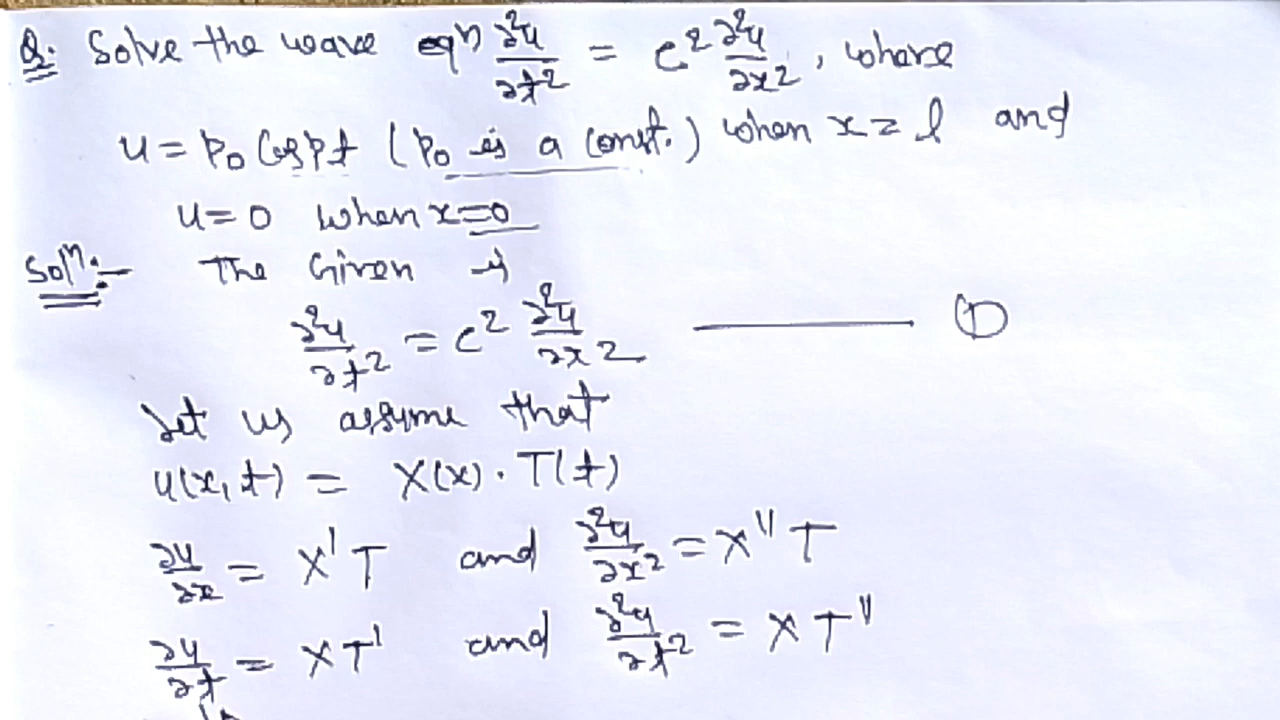 Q. Solve the wave eqn ∂²u/∂t² = c² ∂²u/∂x², where
u = p₀ Cos pt (p₀ is a const.) when x = l and
u = 0 when x = 0
Soln:- The Given is
∂²u/∂t² = c² ∂²u/∂x² ——— ①
Let us assume that
u(x, t) = X(x) · T(t)
∂u/∂x = X'T and ∂²u/∂x² = X''T
∂u/∂t = XT' and ∂²u/∂t² = XT''